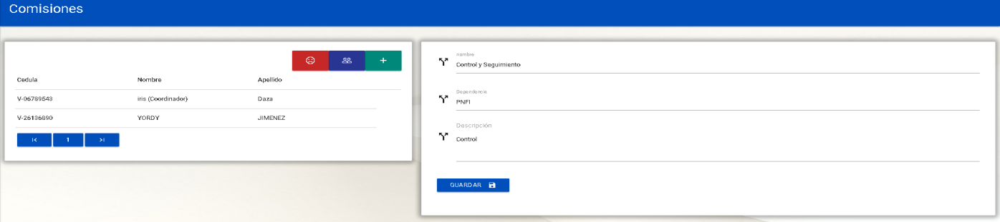 Comisiones
Cedula Nombre Apellido
V-06789543 iris (Coordinador) Daza
V-26136890 YORDY JIMENEZ
1
nombre
Control y Seguimiento
Dependencia
PNFI
Descripción
Control
GUARDAR